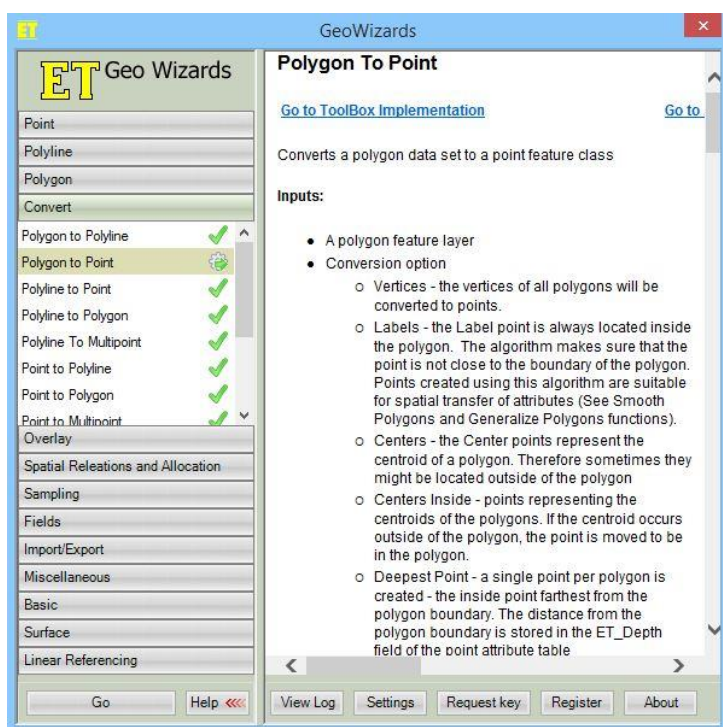 ET
GeoWizards
ET Geo Wizards
Point
Polyline
Polygon
Convert
Polygon to Polyline
Polygon to Point
Polyline to Point
Polyline to Polygon
Polyline To Multipoint
Point to Polyline
Point to Polygon
Point to Multipoint
Overlay
Spatial Releations and Allocation
Sampling
Fields
Import/Export
Miscellaneous
Basic
Surface
Linear Referencing
Go
Help
Polygon To Point
Go to ToolBox Implementation
Go to
Converts a polygon data set to a point feature class
Inputs:
A polygon feature layer
Conversion option
Vertices - the vertices of all polygons will be
converted to points.
Labels - the Label point is always located inside
the polygon. The algorithm makes sure that the
point is not close to the boundary of the polygon.
Points created using this algorithm are suitable
for spatial transfer of attributes (See Smooth
Polygons and Generalize Polygons functions).
Centers - the Center points represent the
centroid of a polygon. Therefore sometimes they
might be located outside of the polygon
Centers Inside - points representing the
centroids of the polygons. If the centroid occurs
outside of the polygon, the point is moved to be
in the polygon.
Deepest Point - a single point per polygon is
created - the inside point farthest from the
polygon boundary. The distance from the
polygon boundary is stored in the ET_Depth
field of the point attribute table
View Log
Settings
Request key
Register
About